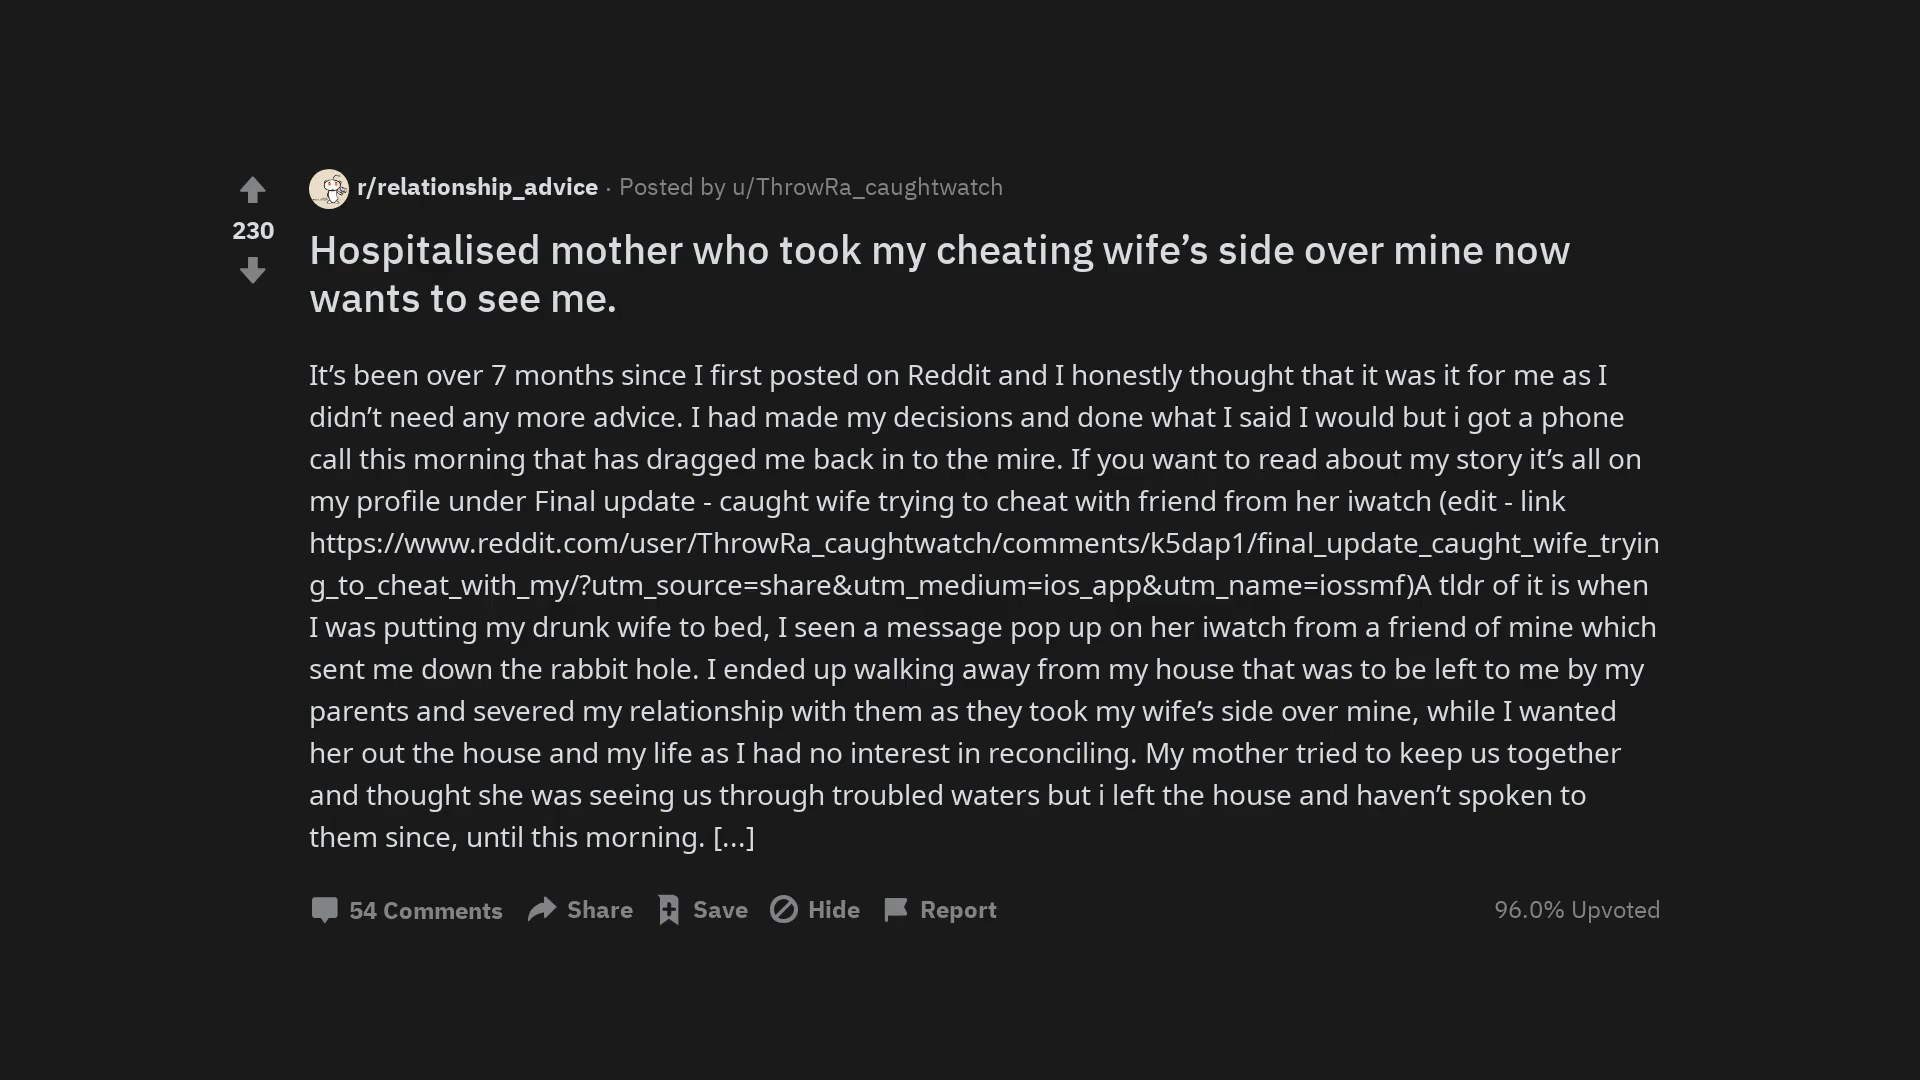 r/relationship_advice · Posted by u/ThrowRa_caughtwatch
230
Hospitalised mother who took my cheating wife’s side over mine now
wants to see me.
It’s been over 7 months since I first posted on Reddit and I honestly thought that it was it for me as I
didn’t need any more advice. I had made my decisions and done what I said I would but i got a phone
call this morning that has dragged me back in to the mire. If you want to read about my story it’s all on
my profile under Final update - caught wife trying to cheat with friend from her iwatch (edit - link
https://www.reddit.com/user/ThrowRa_caughtwatch/comments/k5dap1/final_update_caught_wife_tryin
g_to_cheat_with_my/?utm_source=share&utm_medium=ios_app&utm_name=iossmf)A tldr of it is when
I was putting my drunk wife to bed, I seen a message pop up on her iwatch from a friend of mine which
sent me down the rabbit hole. I ended up walking away from my house that was to be left to me by my
parents and severed my relationship with them as they took my wife’s side over mine, while I wanted
her out the house and my life as I had no interest in reconciling. My mother tried to keep us together
and thought she was seeing us through troubled waters but i left the house and haven’t spoken to
them since, until this morning. [...]
54 Comments Share Save Hide Report 96.0% Upvoted